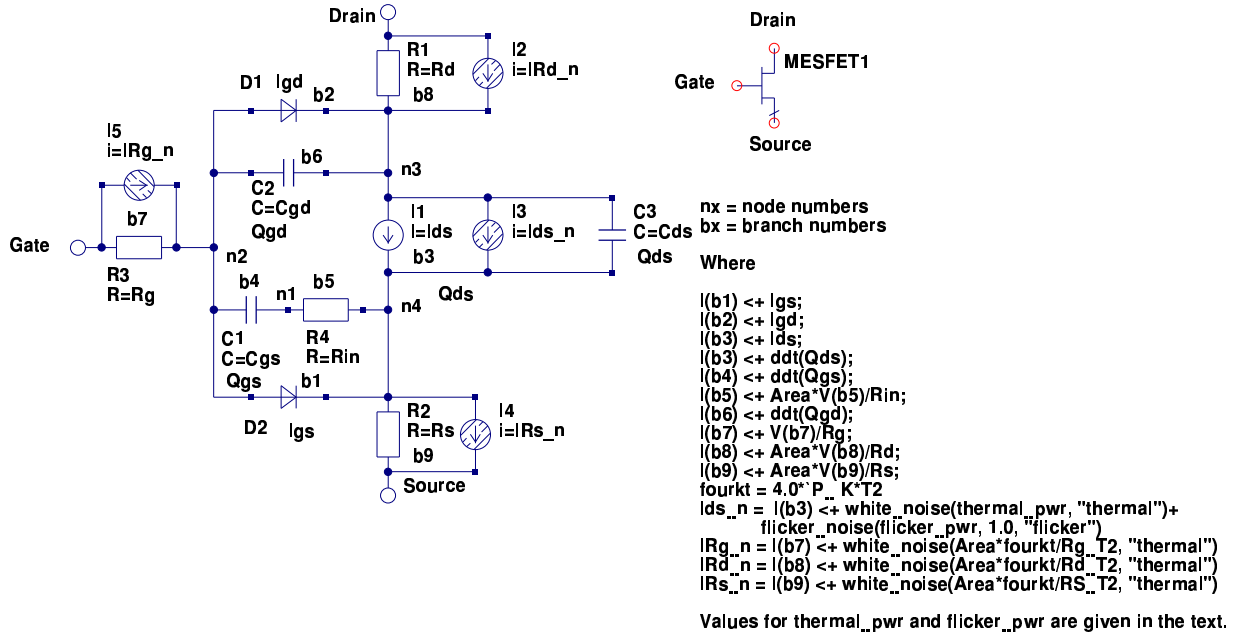 Drain
R1
R=Rd
b8
I2
i=IRd_n
D1
Igd
b2
I5
i=IRg_n
b7
Gate
R3
R=Rg
b6
C2
C=Cgd
Qgd
n3
n2
I1
I=Ids
b3
I3
i=Ids_n
C3
C=Cds
Qds
Qds
b4
n1
b5
n4
C1
C=Cgs
Qgs
R4
R=Rin
b1
D2
Igs
R2
R=Rs
b9
I4
i=IRs_n
Source
Drain
MESFET1
Gate
Source
nx = node numbers
bx = branch numbers
Where
I(b1) <+ Igs;
I(b2) <+ Igd;
I(b3) <+ Ids;
I(b3) <+ ddt(Qds);
I(b4) <+ ddt(Qgs);
I(b5) <+ Area*V(b5)/Rin;
I(b6) <+ ddt(Qgd);
I(b7) <+ V(b7)/Rg;
I(b8) <+ Area*V(b8)/Rd;
I(b9) <+ Area*V(b9)/Rs;
fourkt = 4.0*`P_K*T2
Ids_n = I(b3) <+ white_noise(thermal_pwr, "thermal")+
flicker_noise(flicker_pwr, 1.0, "flicker")
IRg_n = I(b7) <+ white_noise(Area*fourkt/Rg_T2, "thermal")
IRd_n = I(b8) <+ white_noise(Area*fourkt/Rd_T2, "thermal")
IRs_n = I(b9) <+ white_noise(Area*fourkt/RS_T2, "thermal")
Values for thermal_pwr and flicker_pwr are given in the text.